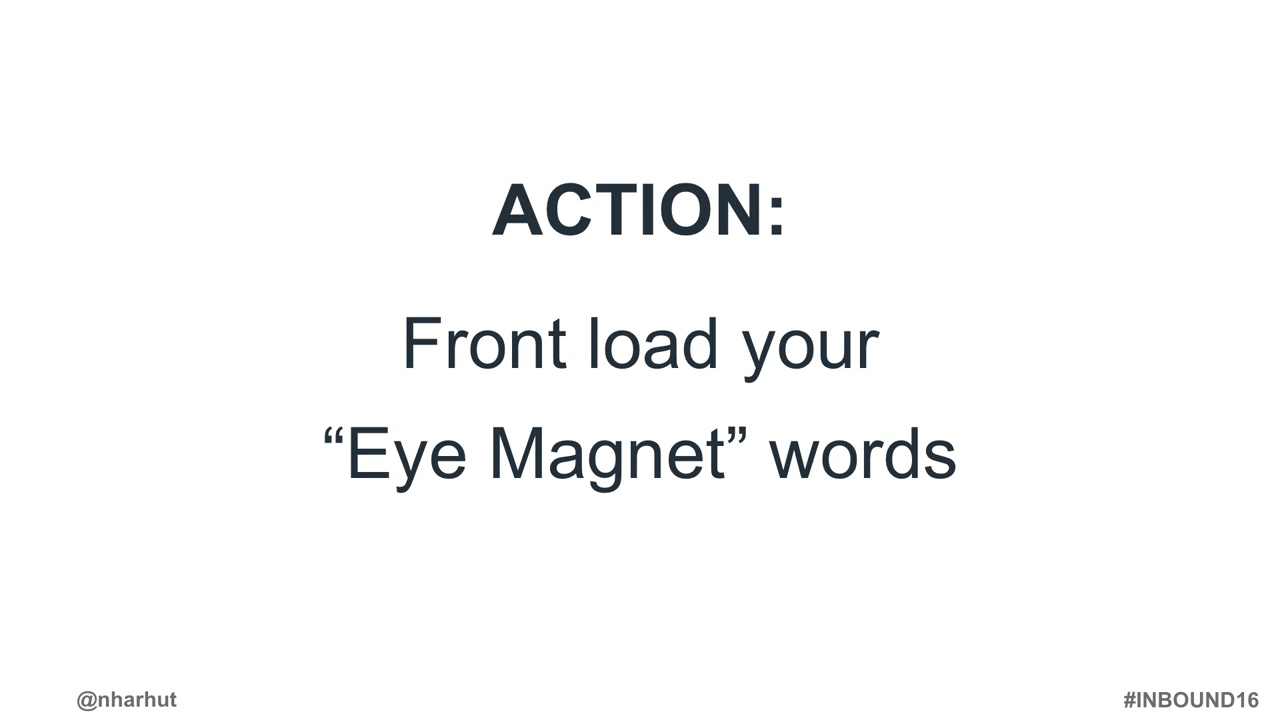 ACTION:
Front load your
“Eye Magnet” words
@nharhut
#INBOUND16